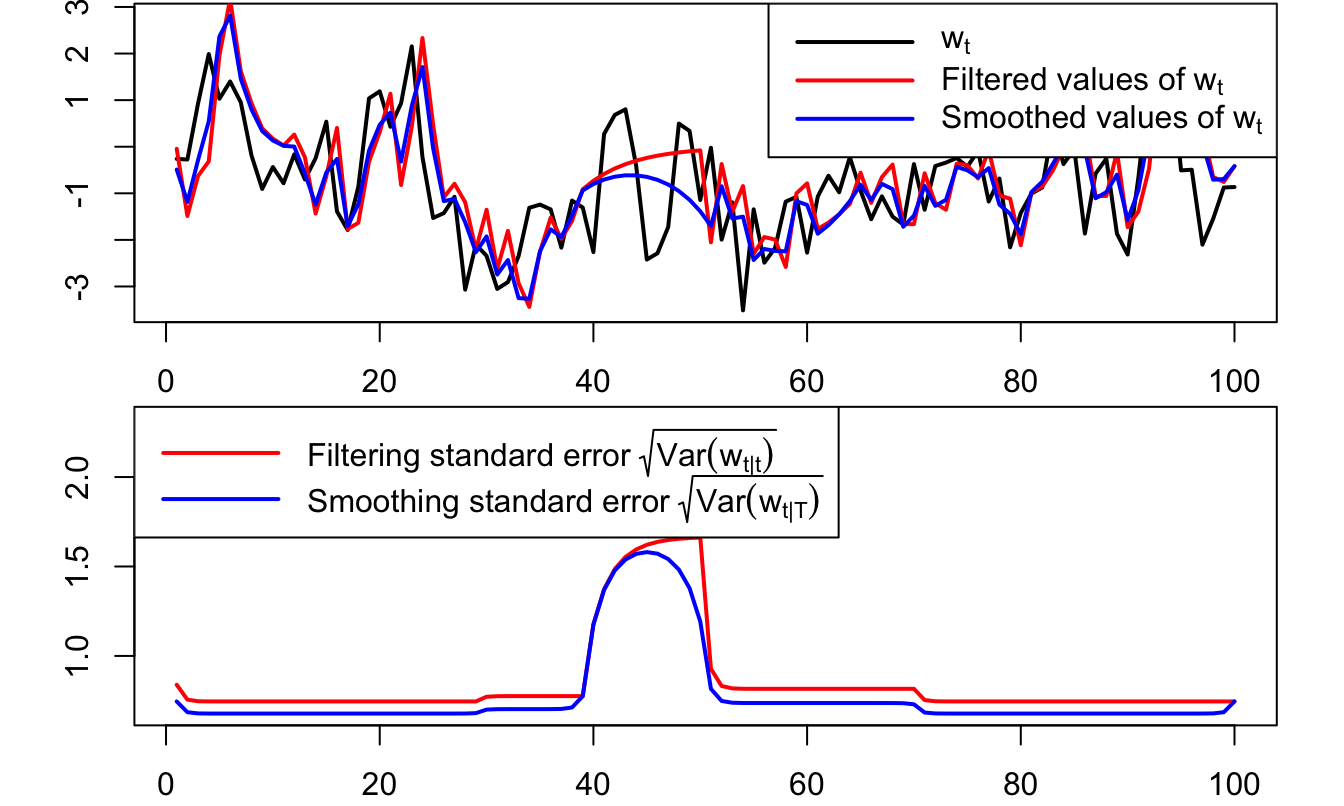 3
2
1
-1
-3
w_t
Filtered values of w_t
Smoothed values of w_t
0 20 40 60 80 100
2.0
1.5
1.0
Filtering standard error √Var(w_t|t)
Smoothing standard error √Var(w_t|T)
0 20 40 60 80 100